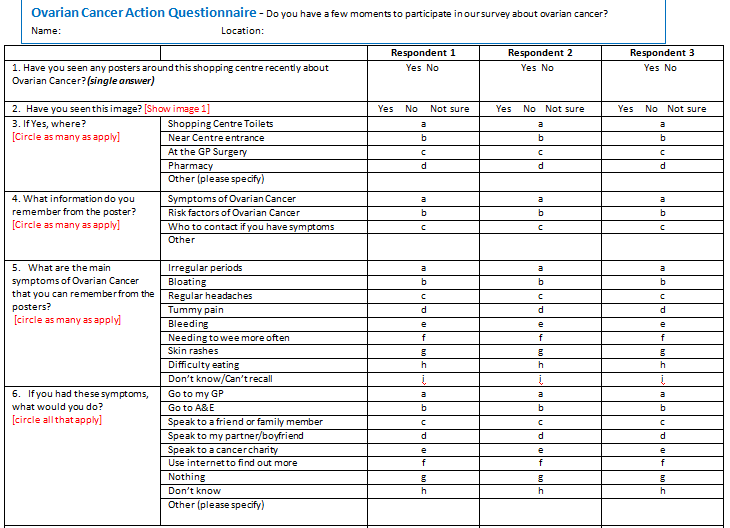 Ovarian Cancer Action Questionnaire - Do you have a few moments to participate in our survey about ovarian cancer?
Name: Location:
Respondent 1 Respondent 2 Respondent 3
1. Have you seen any posters around this shopping centre recently about Yes No Yes No Yes No
Ovarian Cancer? (single answer)
2. Have you seen this image? [Show image 1] Yes No Not sure Yes No Not sure Yes No Not sure
3. If Yes, where? Shopping Centre Toilets a a a
[Circle as many as apply] Near Centre entrance b b b
At the GP Surgery c c c
Pharmacy d d d
Other (please specify)
4. What information do you Symptoms of Ovarian Cancer a a a
remember from the poster? Risk factors of Ovarian Cancer b b b
[Circle as many as apply] Who to contact if you have symptoms c c c
Other
5. What are the main Irregular periods a a a
symptoms of Ovarian Cancer Bloating b b b
that you can remember from the Regular headaches c c c
posters? Tummy pain d d d
[circle as many as apply] Bleeding e e e
Needing to wee more often f f f
Skin rashes g g g
Difficulty eating h h h
Don't know/Can't recall i i i
6. If you had these symptoms, Go to my GP a a a
what would you do? Go to A&E b b b
[circle all that apply] Speak to a friend or family member c c c
Speak to my partner/boyfriend d d d
Speak to a cancer charity e e e
Use internet to find out more f f f
Nothing g g g
Don't know h h h
Other (please specify)